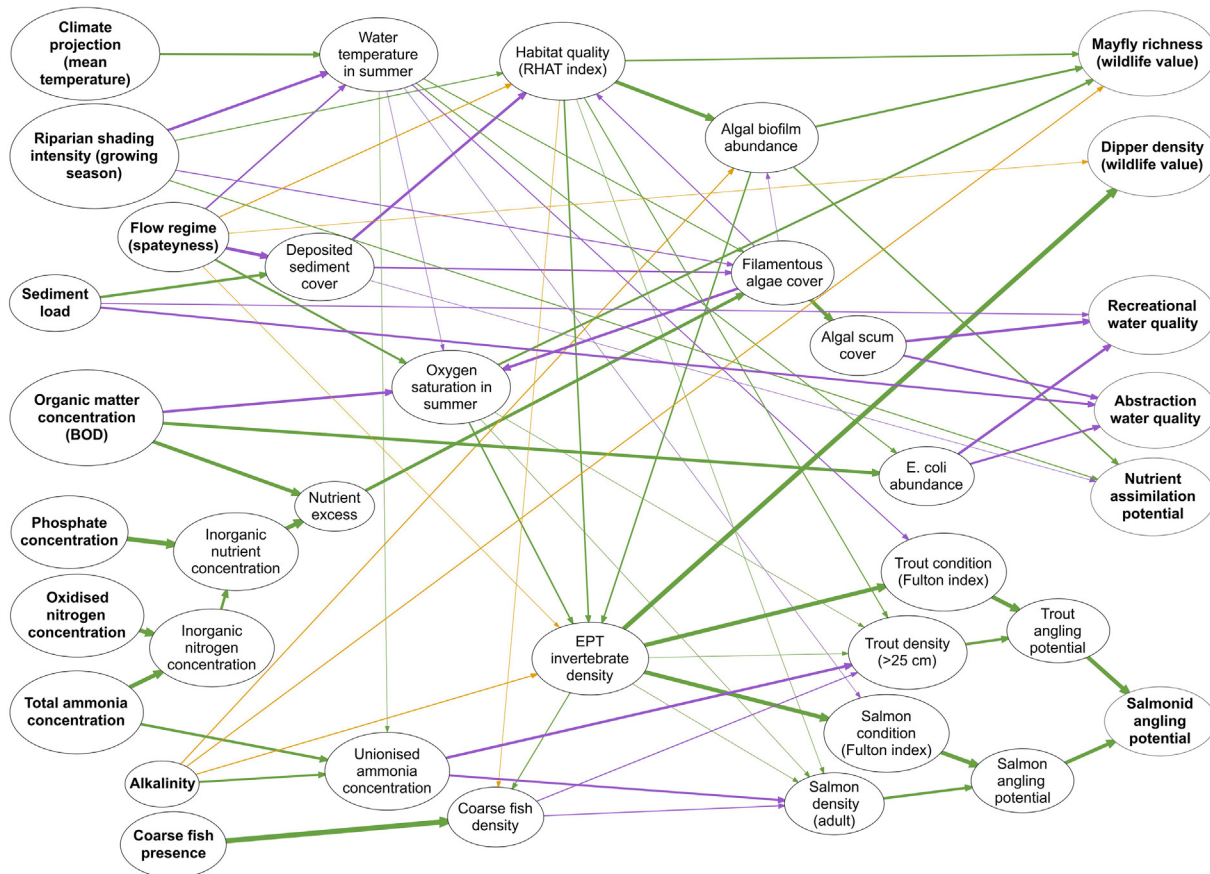 Climate
projection
(mean
temperature)
Water
temperature
in summer
Habitat quality
(RHAT index)
Mayfly richness
(wildlife value)
Riparian shading
intensity (growing
season)
Algal biofilm
abundance
Dipper density
(wildlife value)
Flow regime
(spateyness)
Deposited
sediment
cover
Filamentous
algae cover
Sediment
load
Recreational
water quality
Algal scum
cover
Oxygen
saturation in
summer
Organic matter
concentration
(BOD)
Abstraction
water quality
E. coli
abundance
Nutrient
excess
Nutrient
assimilation
potential
Phosphate
concentration
Inorganic
nutrient
concentration
Trout condition
(Fulton index)
Oxidised
nitrogen
concentration
Inorganic
nitrogen
concentration
EPT
invertebrate
density
Trout density
(>25 cm)
Trout
angling
potential
Total ammonia
concentration
Salmon
condition
(Fulton index)
Salmonid
angling
potential
Alkalinity
Unionised
ammonia
concentration
Salmon
angling
potential
Coarse fish
density
Salmon
density
(adult)
Coarse fish
presence